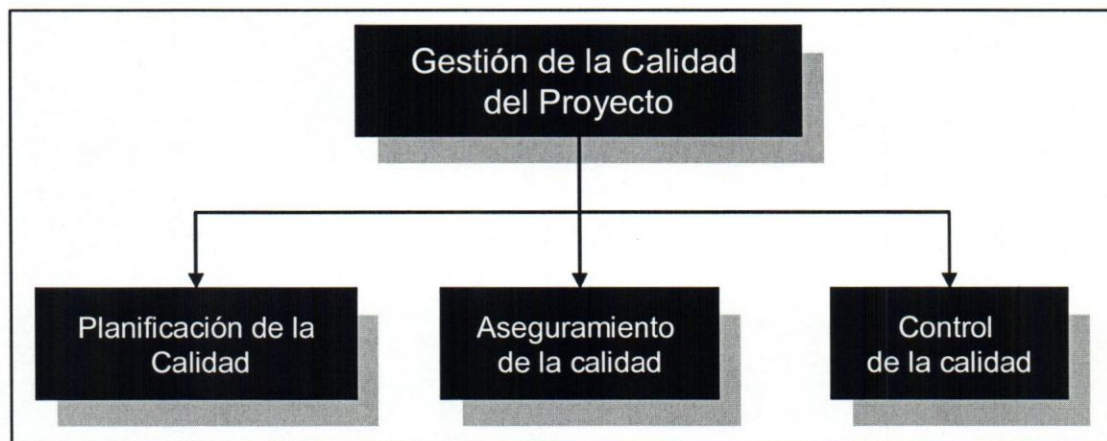 Gestión de la Calidad
del Proyecto
Planificación de la
Calidad
Aseguramiento
de la calidad
Control
de la calidad